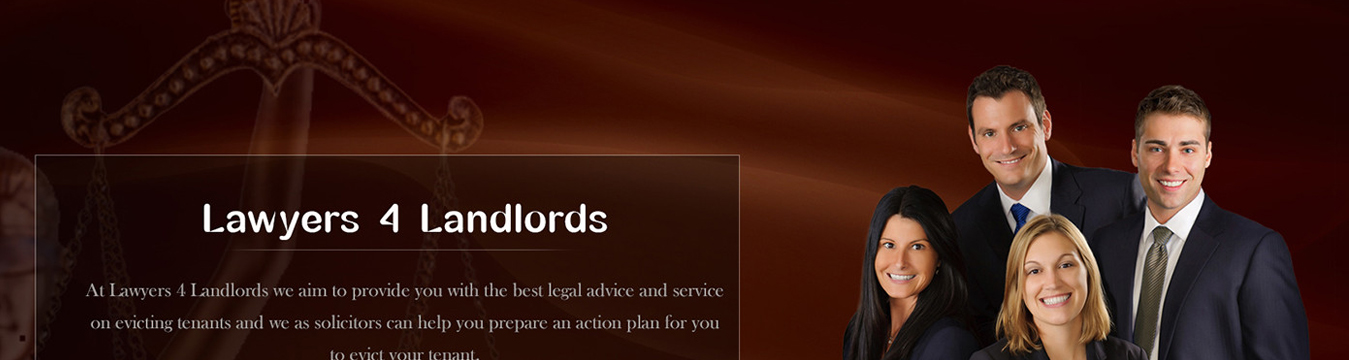 Lawyers 4 Landlords
At Lawyers 4 Landlords we aim to provide you with the best legal advice and service
on evicting tenants and we as solicitors can help you prepare an action plan for you
to evict your tenant.